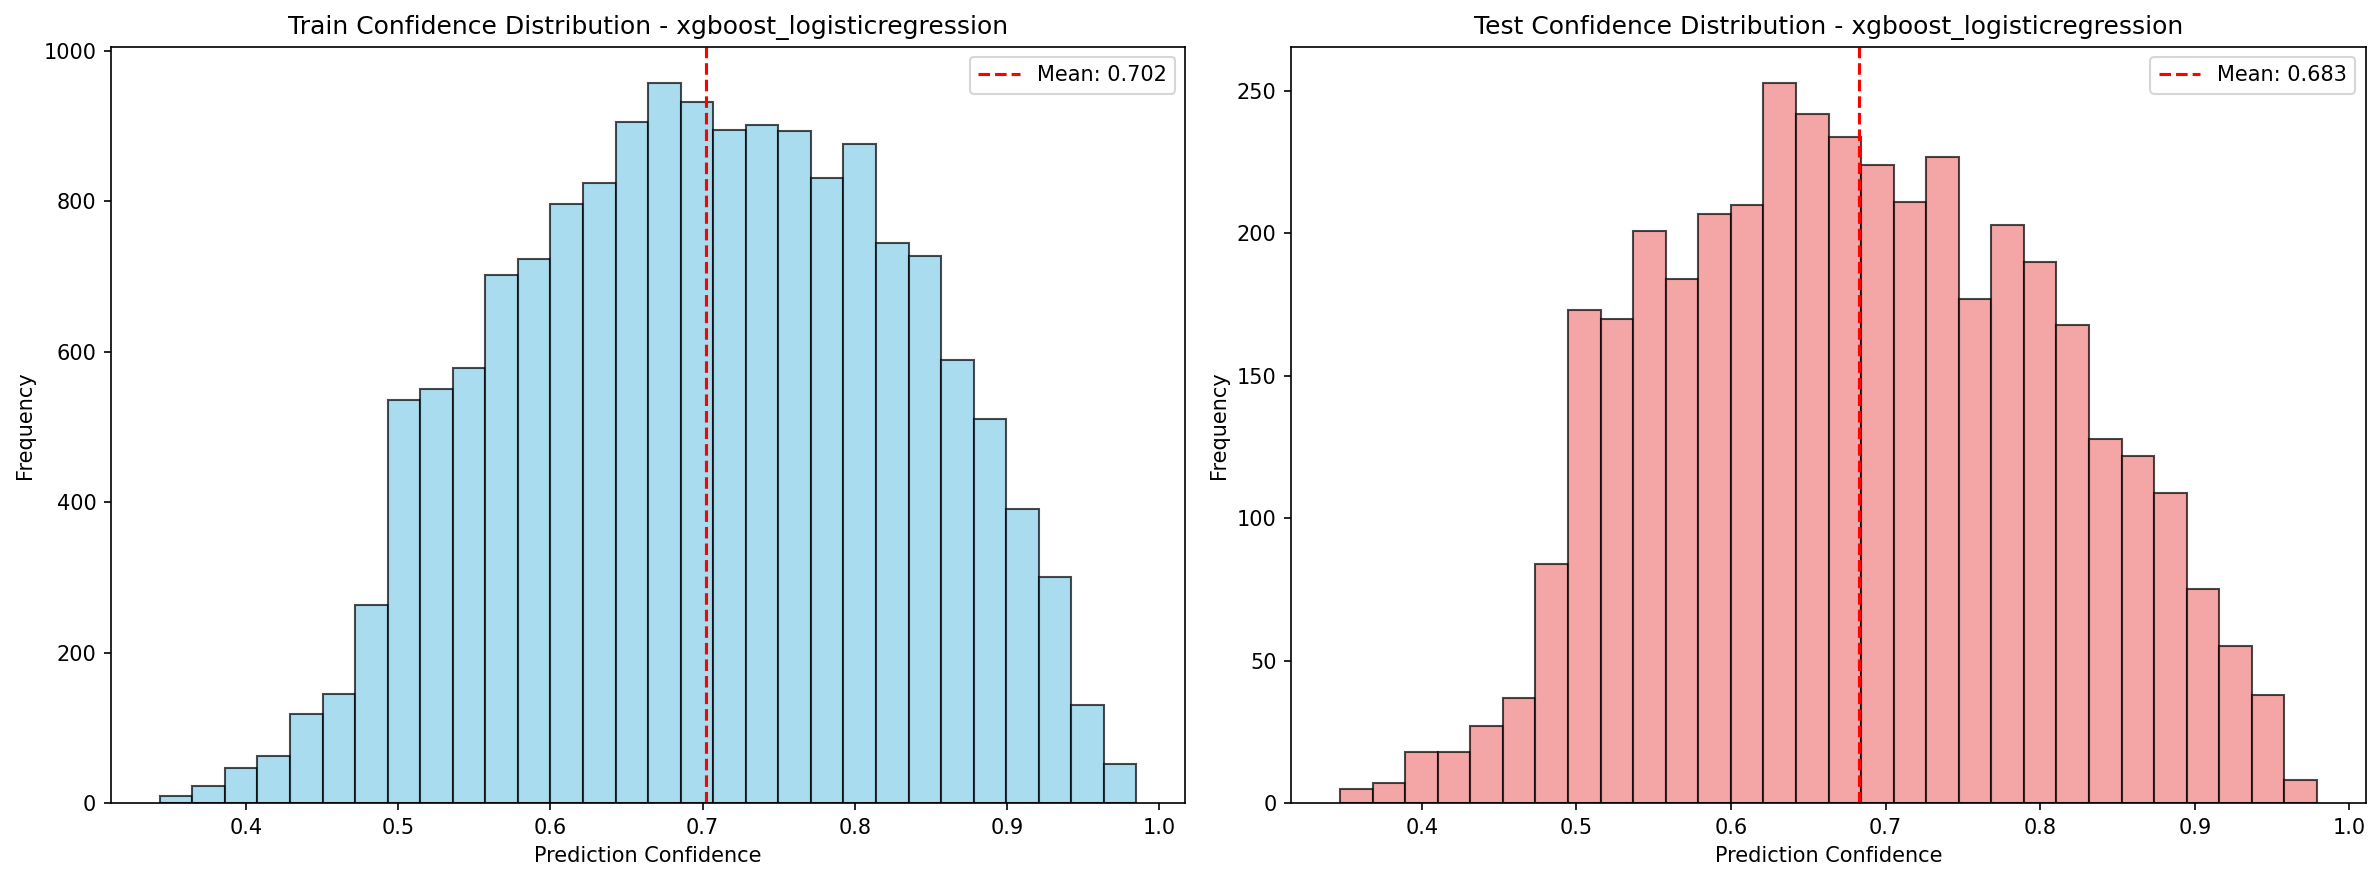 Train Confidence Distribution - xgboost_logisticregression
Mean: 0.702
1000
800
600
400
200
0
Frequency
0.4 0.5 0.6 0.7 0.8 0.9 1.0
Prediction Confidence
Test Confidence Distribution - xgboost_logisticregression
Mean: 0.683
250
200
150
100
50
0
Frequency
0.4 0.5 0.6 0.7 0.8 0.9 1.0
Prediction Confidence